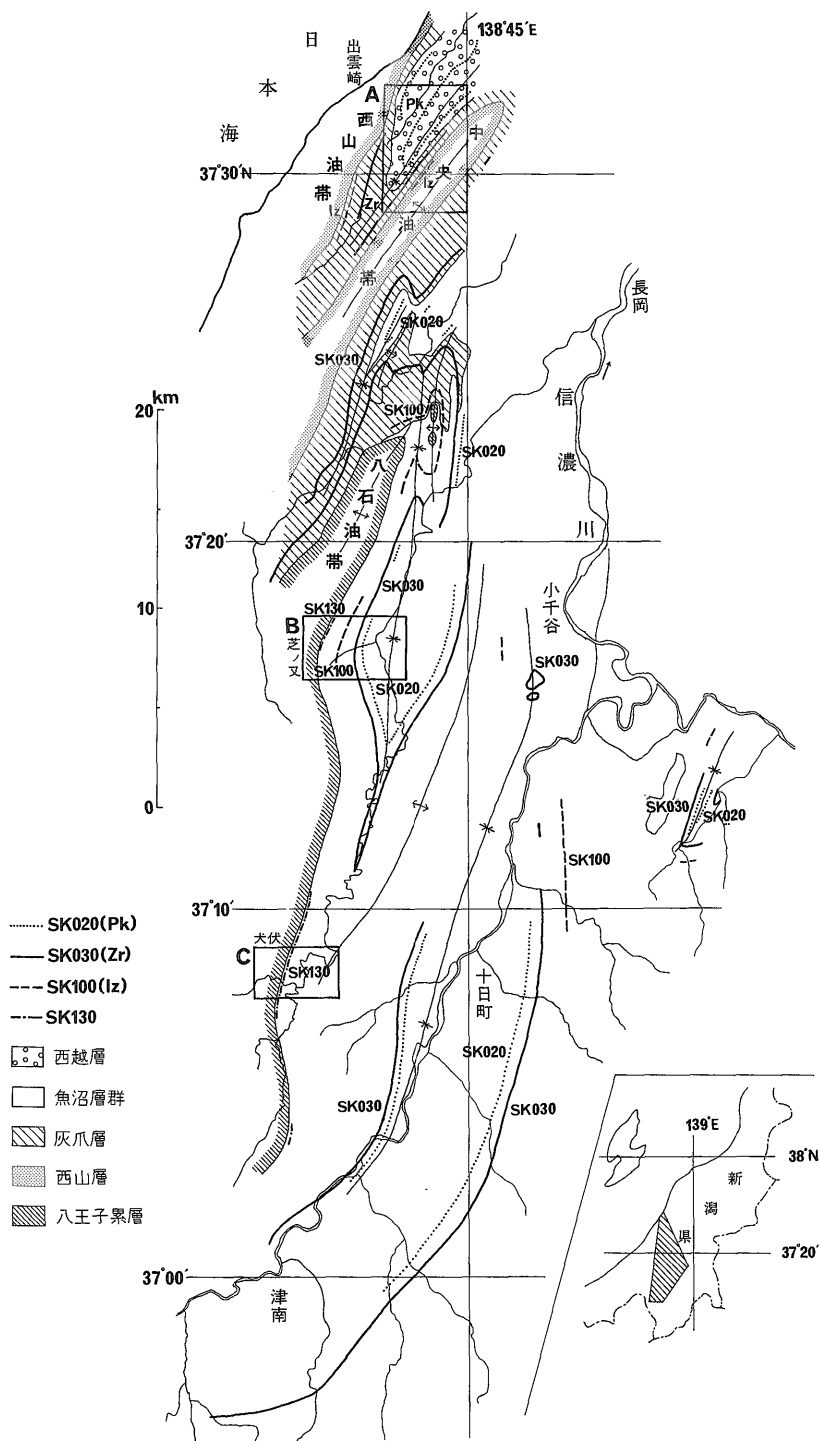 138°45′E
日本海
出雲崎
A
Pk
西山油帯
中央油帯
37°30′N
Iz
Iz
Zr
長岡
SK020
SK030
km
20
SK100
信濃川
SK020
八石油帯
37°20′
小千谷
SK030
10
SK130
B
芝ノ又
SK100
SK020
SK030
0
SK030
SK020
SK100
37°10′
SK020(Pk)
SK030(Zr)
SK100(Iz)
SK130
犬伏
C
SK130
十日町
SK020
SK030
SK030
西越層
魚沼層群
灰爪層
西山層
八王子累層
139°E
38°N
新潟県
37°20′
37°00′
津南